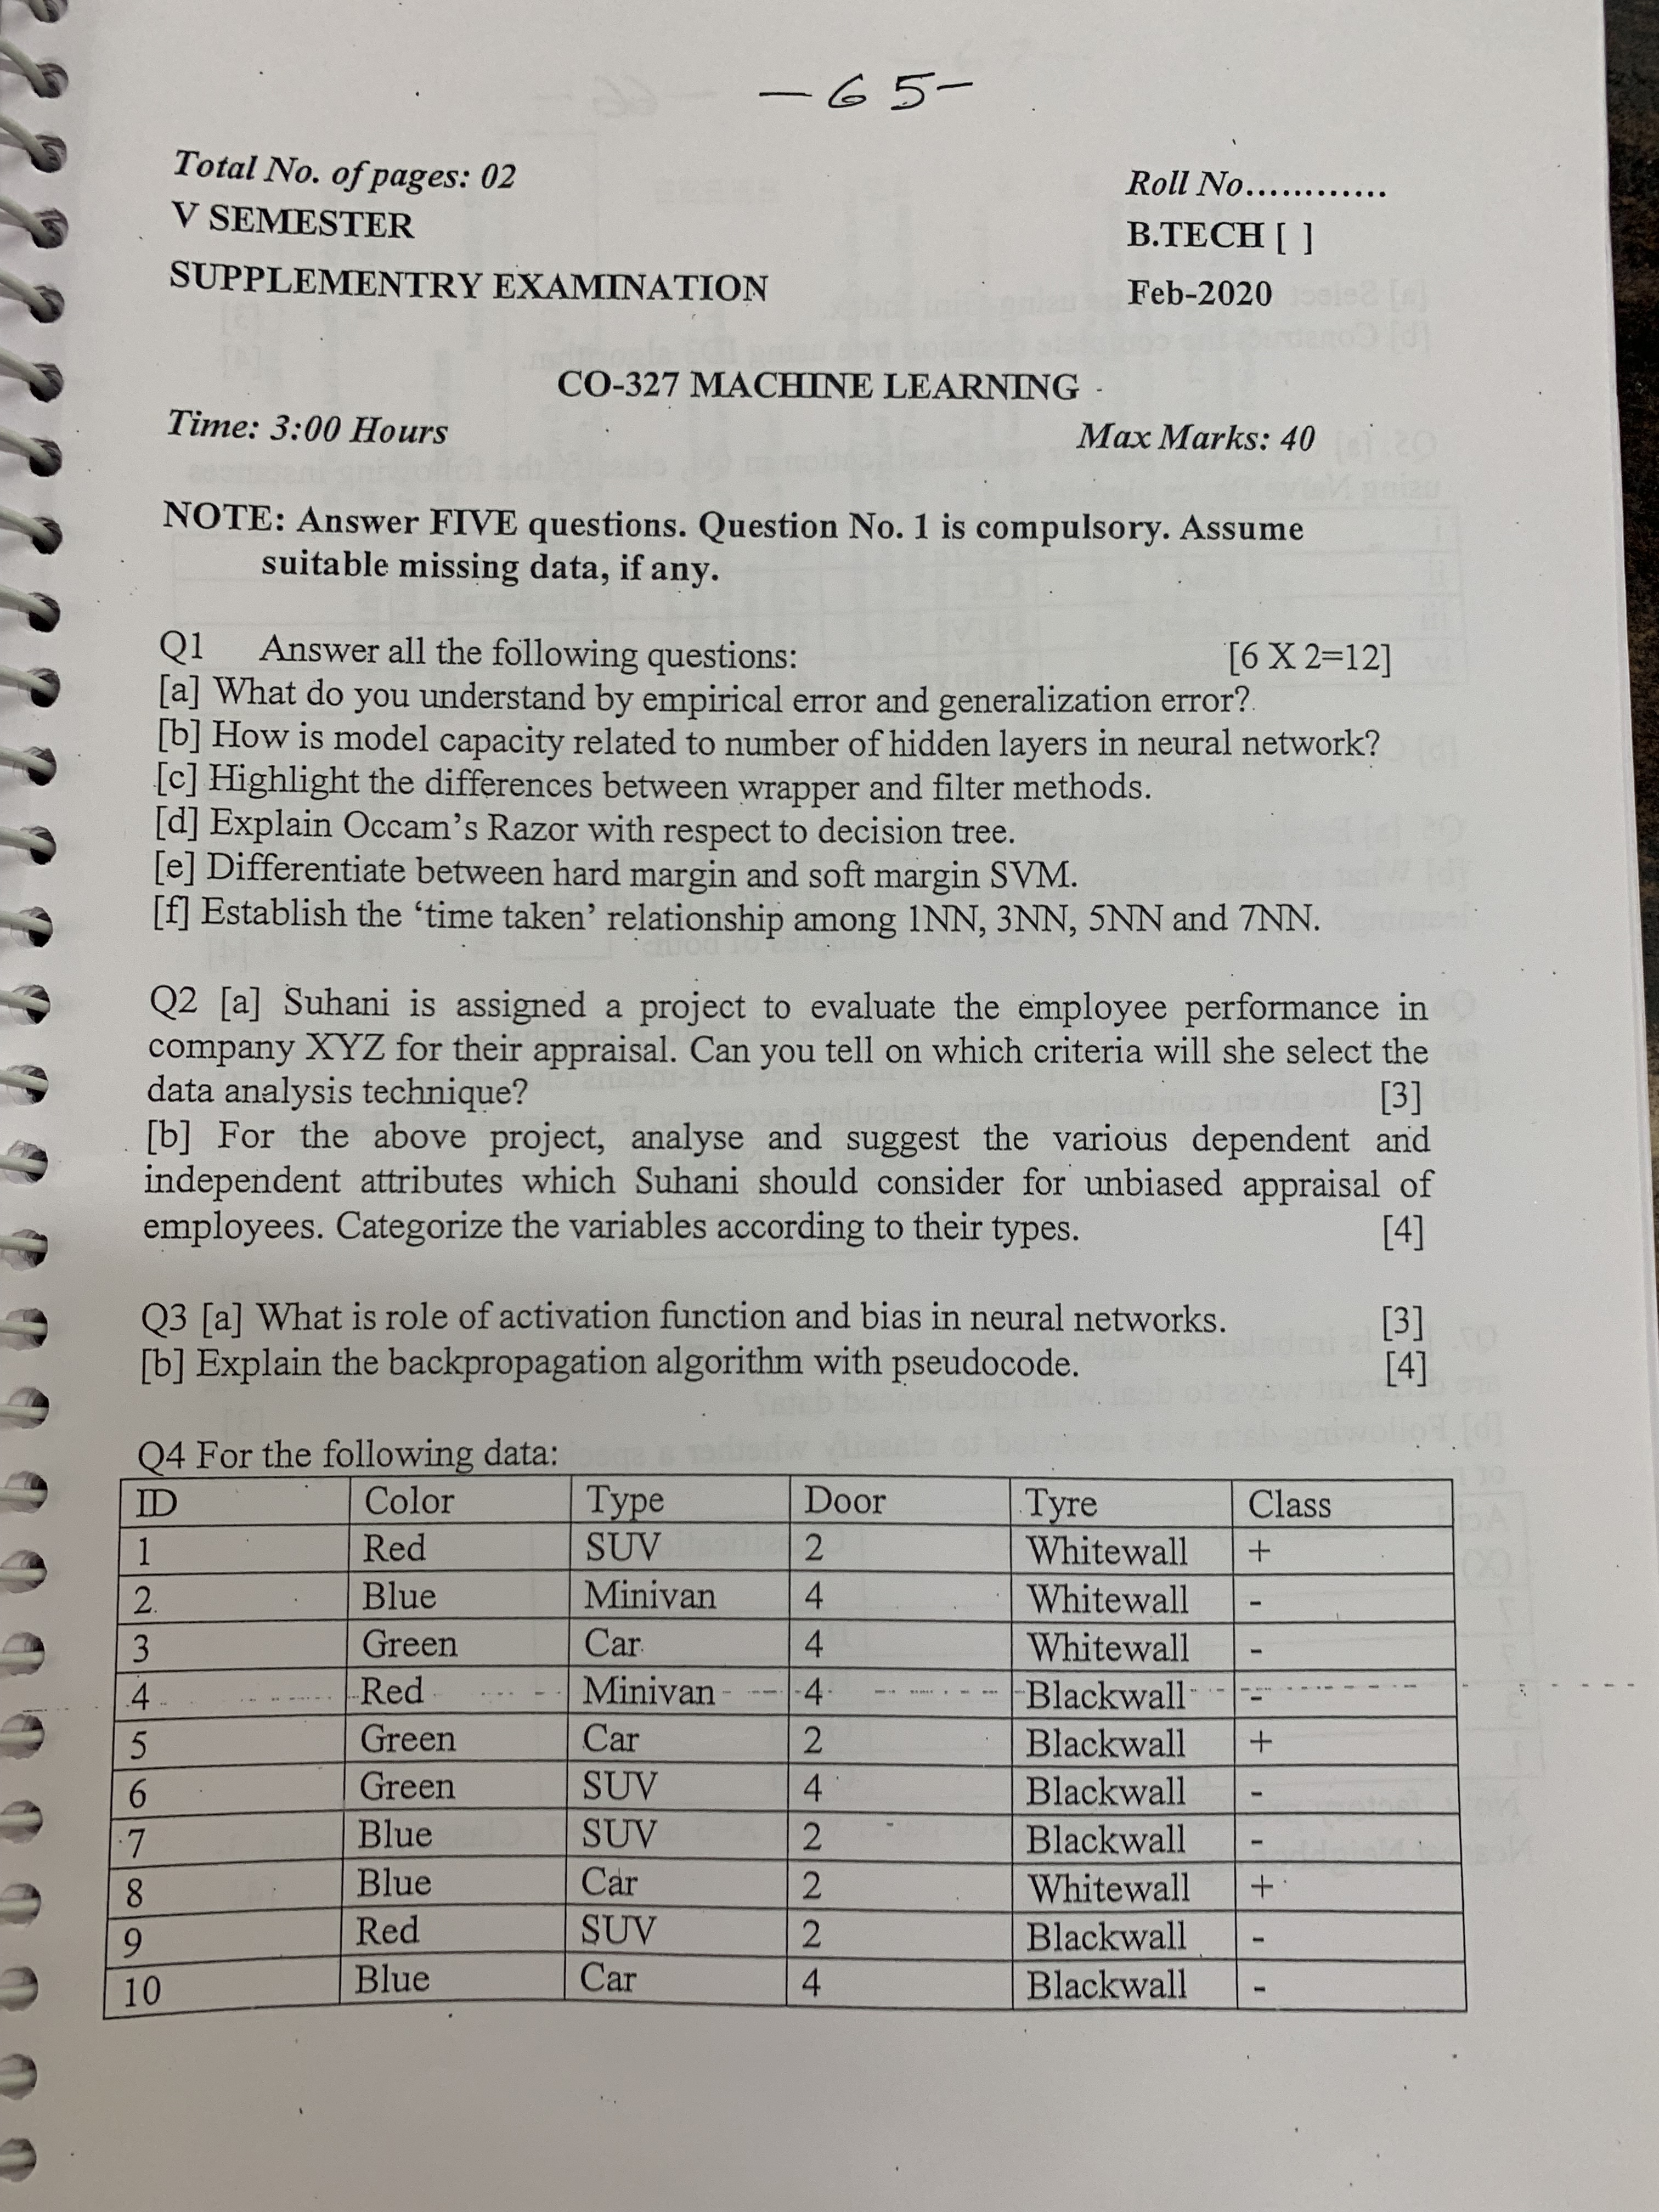 -65-
Total No. of pages: 02 Roll No............
V SEMESTER B.TECH [ ]
SUPPLEMENTRY EXAMINATION Feb-2020
CO-327 MACHINE LEARNING
Time: 3:00 Hours Max Marks: 40
NOTE: Answer FIVE questions. Question No. 1 is compulsory. Assume
suitable missing data, if any.
Q1 Answer all the following questions: [6 X 2=12]
[a] What do you understand by empirical error and generalization error?
[b] How is model capacity related to number of hidden layers in neural network?
[c] Highlight the differences between wrapper and filter methods.
[d] Explain Occam's Razor with respect to decision tree.
[e] Differentiate between hard margin and soft margin SVM.
[f] Establish the ‘time taken’ relationship among 1NN, 3NN, 5NN and 7NN.
Q2 [a] Suhani is assigned a project to evaluate the employee performance in
company XYZ for their appraisal. Can you tell on which criteria will she select the
data analysis technique? [3]
[b] For the above project, analyse and suggest the various dependent and
independent attributes which Suhani should consider for unbiased appraisal of
employees. Categorize the variables according to their types. [4]
Q3 [a] What is role of activation function and bias in neural networks. [3]
[b] Explain the backpropagation algorithm with pseudocode. [4]
Q4 For the following data:
ID Color Type Door Tyre Class
1 Red SUV 2 Whitewall +
2 Blue Minivan 4 Whitewall -
3 Green Car 4 Whitewall -
4 Red Minivan 4 Blackwall -
5 Green Car 2 Blackwall +
6 Green SUV 4 Blackwall -
7 Blue SUV 2 Blackwall -
8 Blue Car 2 Whitewall +
9 Red SUV 2 Blackwall -
10 Blue Car 4 Blackwall -